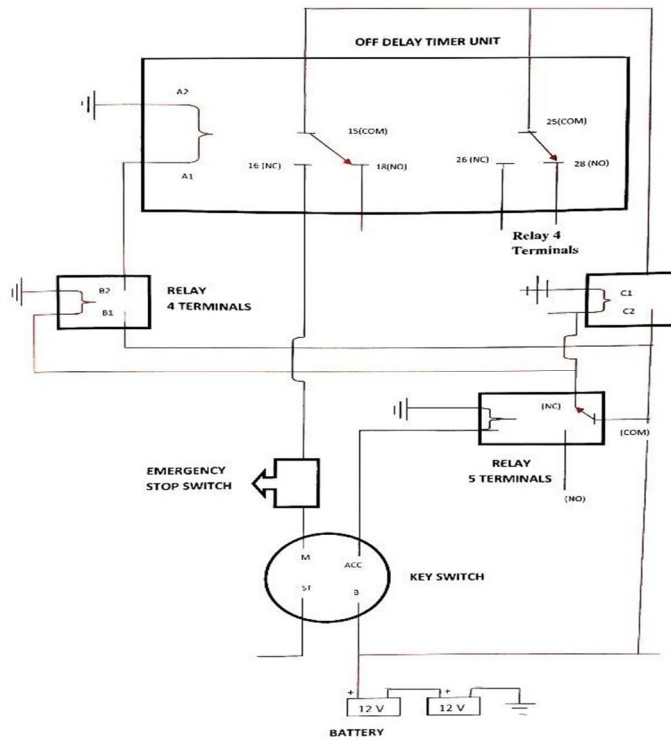 OFF DELAY TIMER UNIT
A2
15(COM)
25(COM)
16 (NC)
18(NO)
26 (NC)
28 (NO)
A1
Relay 4
Terminals
B2
B1
RELAY
4 TERMINALS
C1
C2
(NC)
(COM)
RELAY
5 TERMINALS
(NO)
EMERGENCY
STOP SWITCH
M
ACC
ST
B
KEY SWITCH
+
12 V
+
12 V
BATTERY